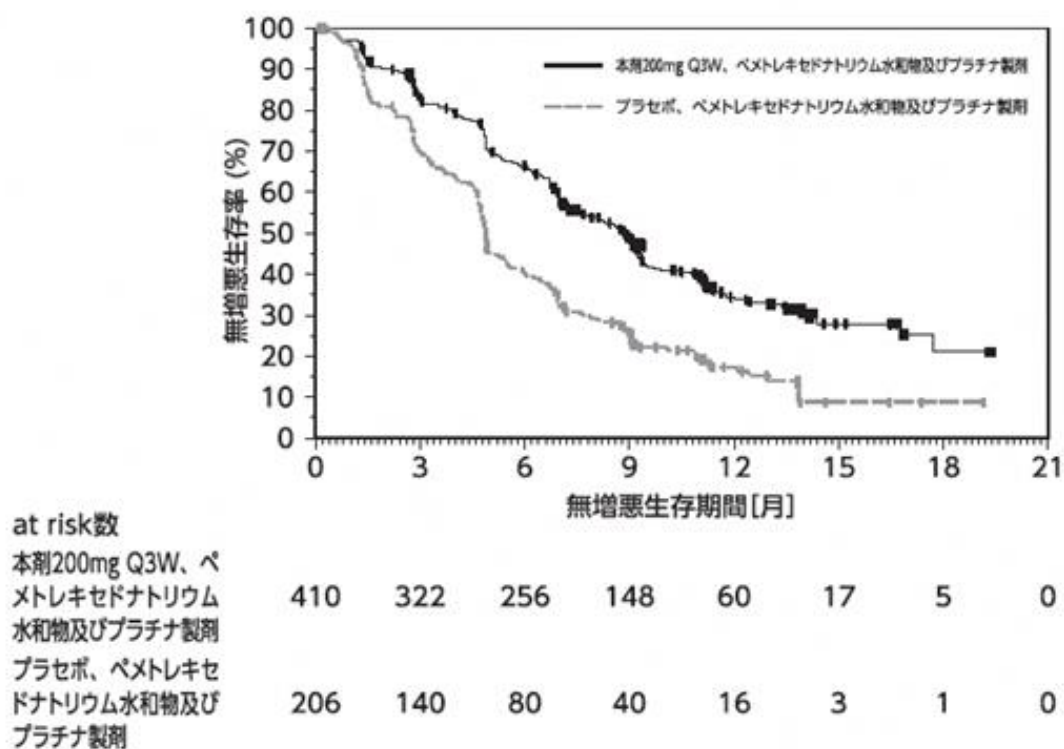 100
90
80
70
60
50
40
30
20
10
0
無増悪生存率 (%)
本剤200mg Q3W、ペメトレキセドナトリウム水和物及びプラチナ製剤
プラセボ、ペメトレキセドナトリウム水和物及びプラチナ製剤
0 3 6 9 12 15 18 21
無増悪生存期間[月]
at risk数
本剤200mg Q3W、ペ
メトレキセドナトリウム
水和物及びプラチナ製剤
410 322 256 148 60 17 5 0
プラセボ、ペメトレキセ
ドナトリウム水和物及び
プラチナ製剤
206 140 80 40 16 3 1 0